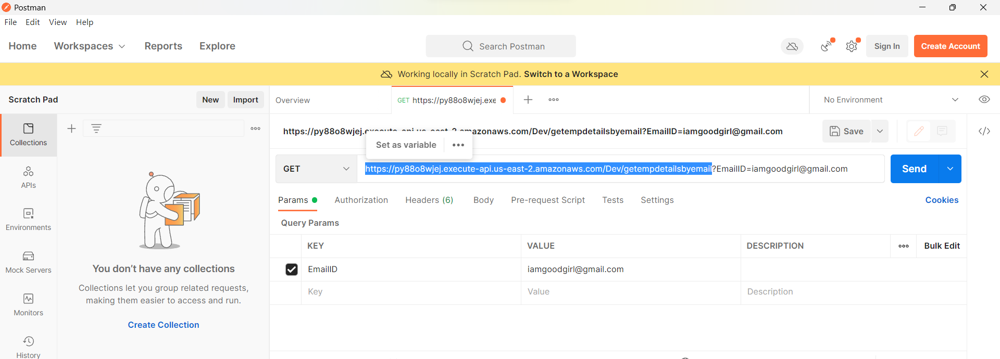 Postman
File Edit View Help
Home Workspaces Reports Explore Search Postman Sign In Create Account
Working locally in Scratch Pad. Switch to a Workspace
Scratch Pad New Import Overview GET https://py88o8wjej.exe No Environment
https://py88o8wjej.execute-api.us-east-2.amazonaws.com/Dev/getempdetailsbyemail?EmailID=iamgoodgirl@gmail.com Save
Set as variable
GET https://py88o8wjej.execute-api.us-east-2.amazonaws.com/Dev/getempdetailsbyemail?EmailID=iamgoodgirl@gmail.com Send
Params Authorization Headers (6) Body Pre-request Script Tests Settings Cookies
Query Params
KEY VALUE DESCRIPTION Bulk Edit
EmailID iamgoodgirl@gmail.com
Key Value Description
Collections
APIs
Environments
Mock Servers
Monitors
History
You don’t have any collections
Collections let you group related requests,
making them easier to access and run.
Create Collection